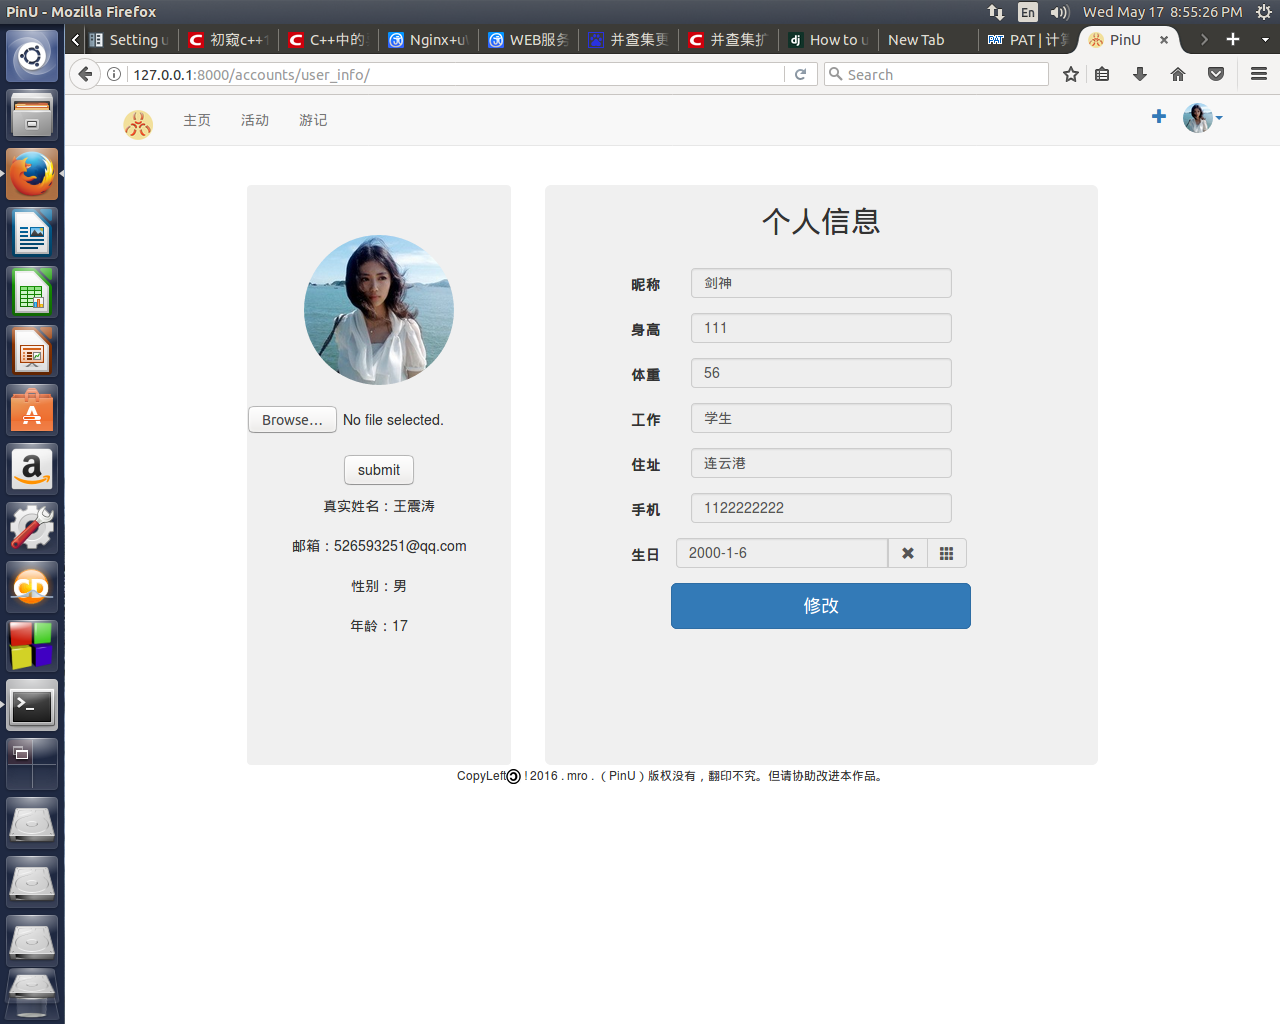 PinU - Mozilla Firefox
En
Wed May 17 8:55:26 PM
Setting u
初窥c++1
C++中的
Nginx+u
WEB服务
并查集更
并查集扩
How to u
New Tab
PAT | 计算
PinU
127.0.0.1:8000/accounts/user_info/
Search
主页
活动
游记
Browse...
No file selected.
submit
真实姓名：王震涛
邮箱：526593251@qq.com
性别：男
年龄：17
个人信息
昵称 剑神
身高 111
体重 56
工作 学生
住址 连云港
手机 1122222222
生日 2000-1-6
修改
CopyLeft ! 2016 . mro . （PinU）版权没有，翻印不究。但请协助改进本作品。